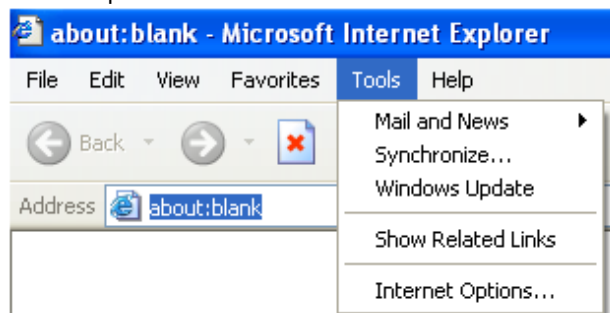 about:blank - Microsoft Internet Explorer
File Edit View Favorites Tools Help
Mail and News
Back
Synchronize...
Windows Update
Address about:blank
Show Related Links
Internet Options...